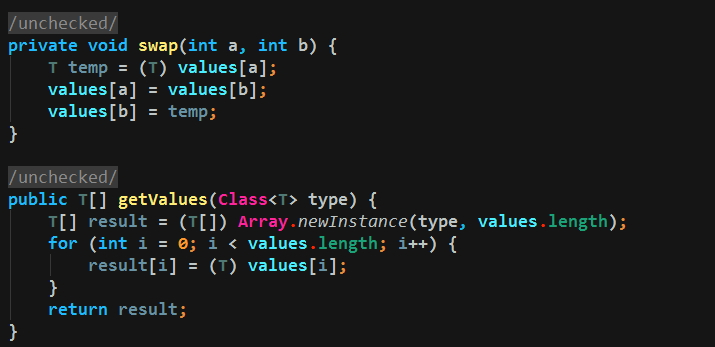 /unchecked/
private void swap(int a, int b) {
    T temp = (T) values[a];
    values[a] = values[b];
    values[b] = temp;
}
/unchecked/
public T[] getValues(Class<T> type) {
    T[] result = (T[]) Array.newInstance(type, values.length);
    for (int i = 0; i < values.length; i++) {
        result[i] = (T) values[i];
    }
    return result;
}